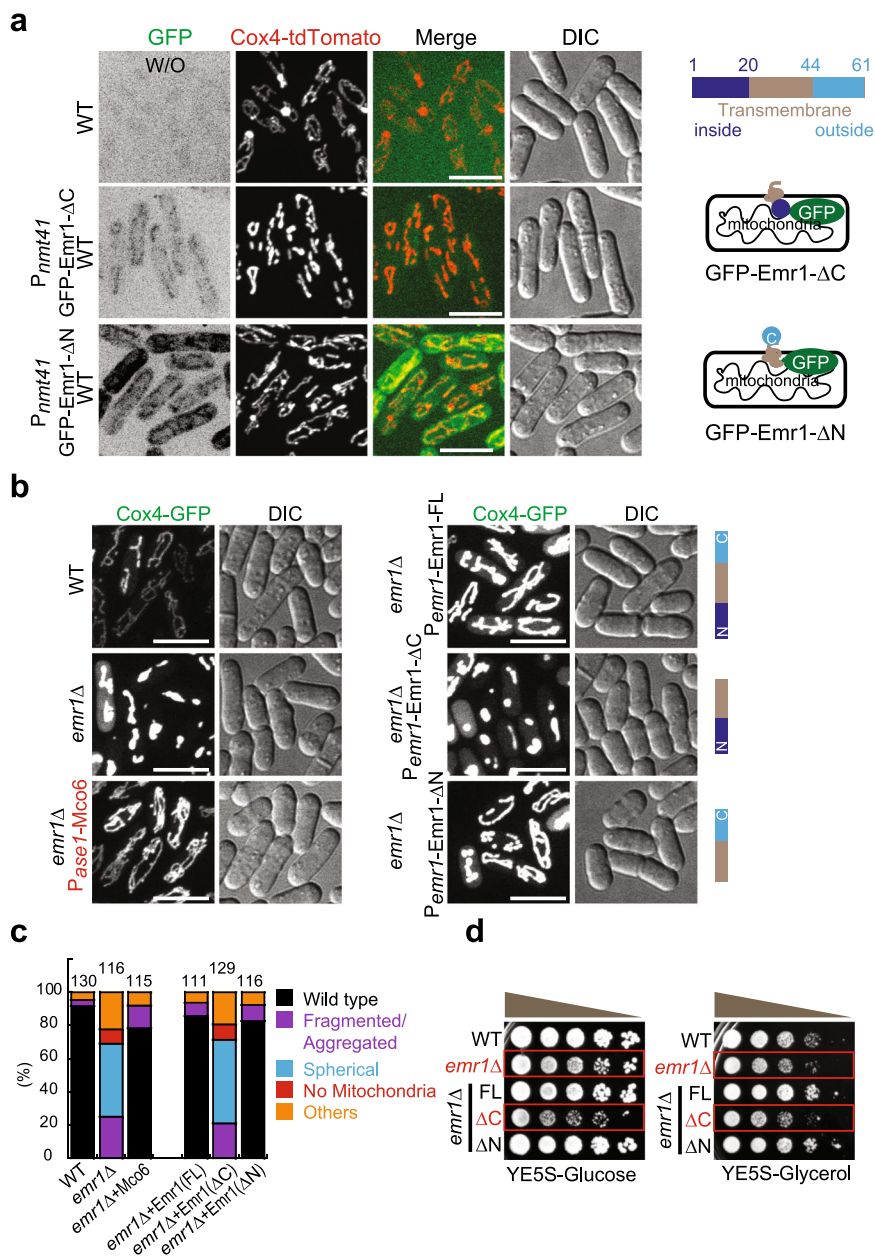 a
GFP
Cox4-tdTomato
Merge
DIC
W/O
WT
Pnmt41
GFP-Emr1-ΔC
WT
Pnmt41
GFP-Emr1-ΔN
WT
1 20 44 61
Transmembrane
inside outside
GFP
mitochondria
GFP-Emr1-ΔC
C
GFP
mitochondria
GFP-Emr1-ΔN
b
Cox4-GFP
DIC
WT
emr1Δ
emr1Δ
Pase1-Mco6
Cox4-GFP
DIC
emr1Δ
Pemr1-Emr1-FL
emr1Δ
Pemr1-Emr1-ΔC
emr1Δ
Pemr1-Emr1-ΔN
C
N
N
C
c
130 116 115 111 129 116
100
80
60
40
20
0
(%)
WT
emr1Δ
emr1Δ+Mco6
emr1Δ+Emr1(FL)
emr1Δ+Emr1(ΔC)
emr1Δ+Emr1(ΔN)
Wild type
Fragmented/
Aggregated
Spherical
No Mitochondria
Others
d
WT
emr1Δ
FL
ΔC
ΔN
emr1Δ
YE5S-Glucose
WT
emr1Δ
FL
ΔC
ΔN
emr1Δ
YE5S-Glycerol